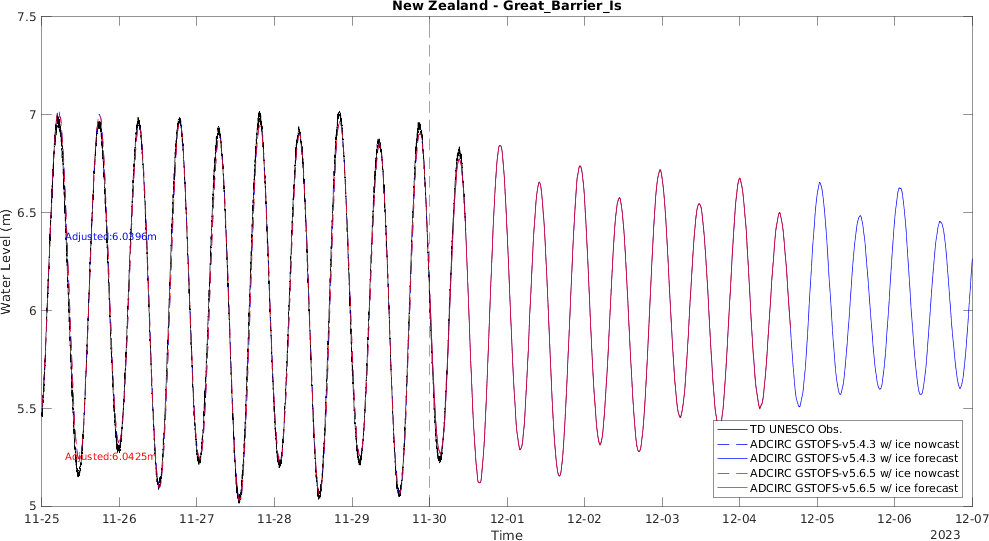 New Zealand - Great_Barrier_Is
7.5
7
6.5
6
5.5
5
Water Level (m)
Adjusted:6.0396m
Adjusted:6.0425m
TD UNESCO Obs.
ADCIRC GSTOFS-v5.4.3 w/ ice nowcast
ADCIRC GSTOFS-v5.4.3 w/ ice forecast
ADCIRC GSTOFS-v5.6.5 w/ ice nowcast
ADCIRC GSTOFS-v5.6.5 w/ ice forecast
11-25 11-26 11-27 11-28 11-29 11-30 12-01 12-02 12-03 12-04 12-05 12-06 12-07
Time
2023